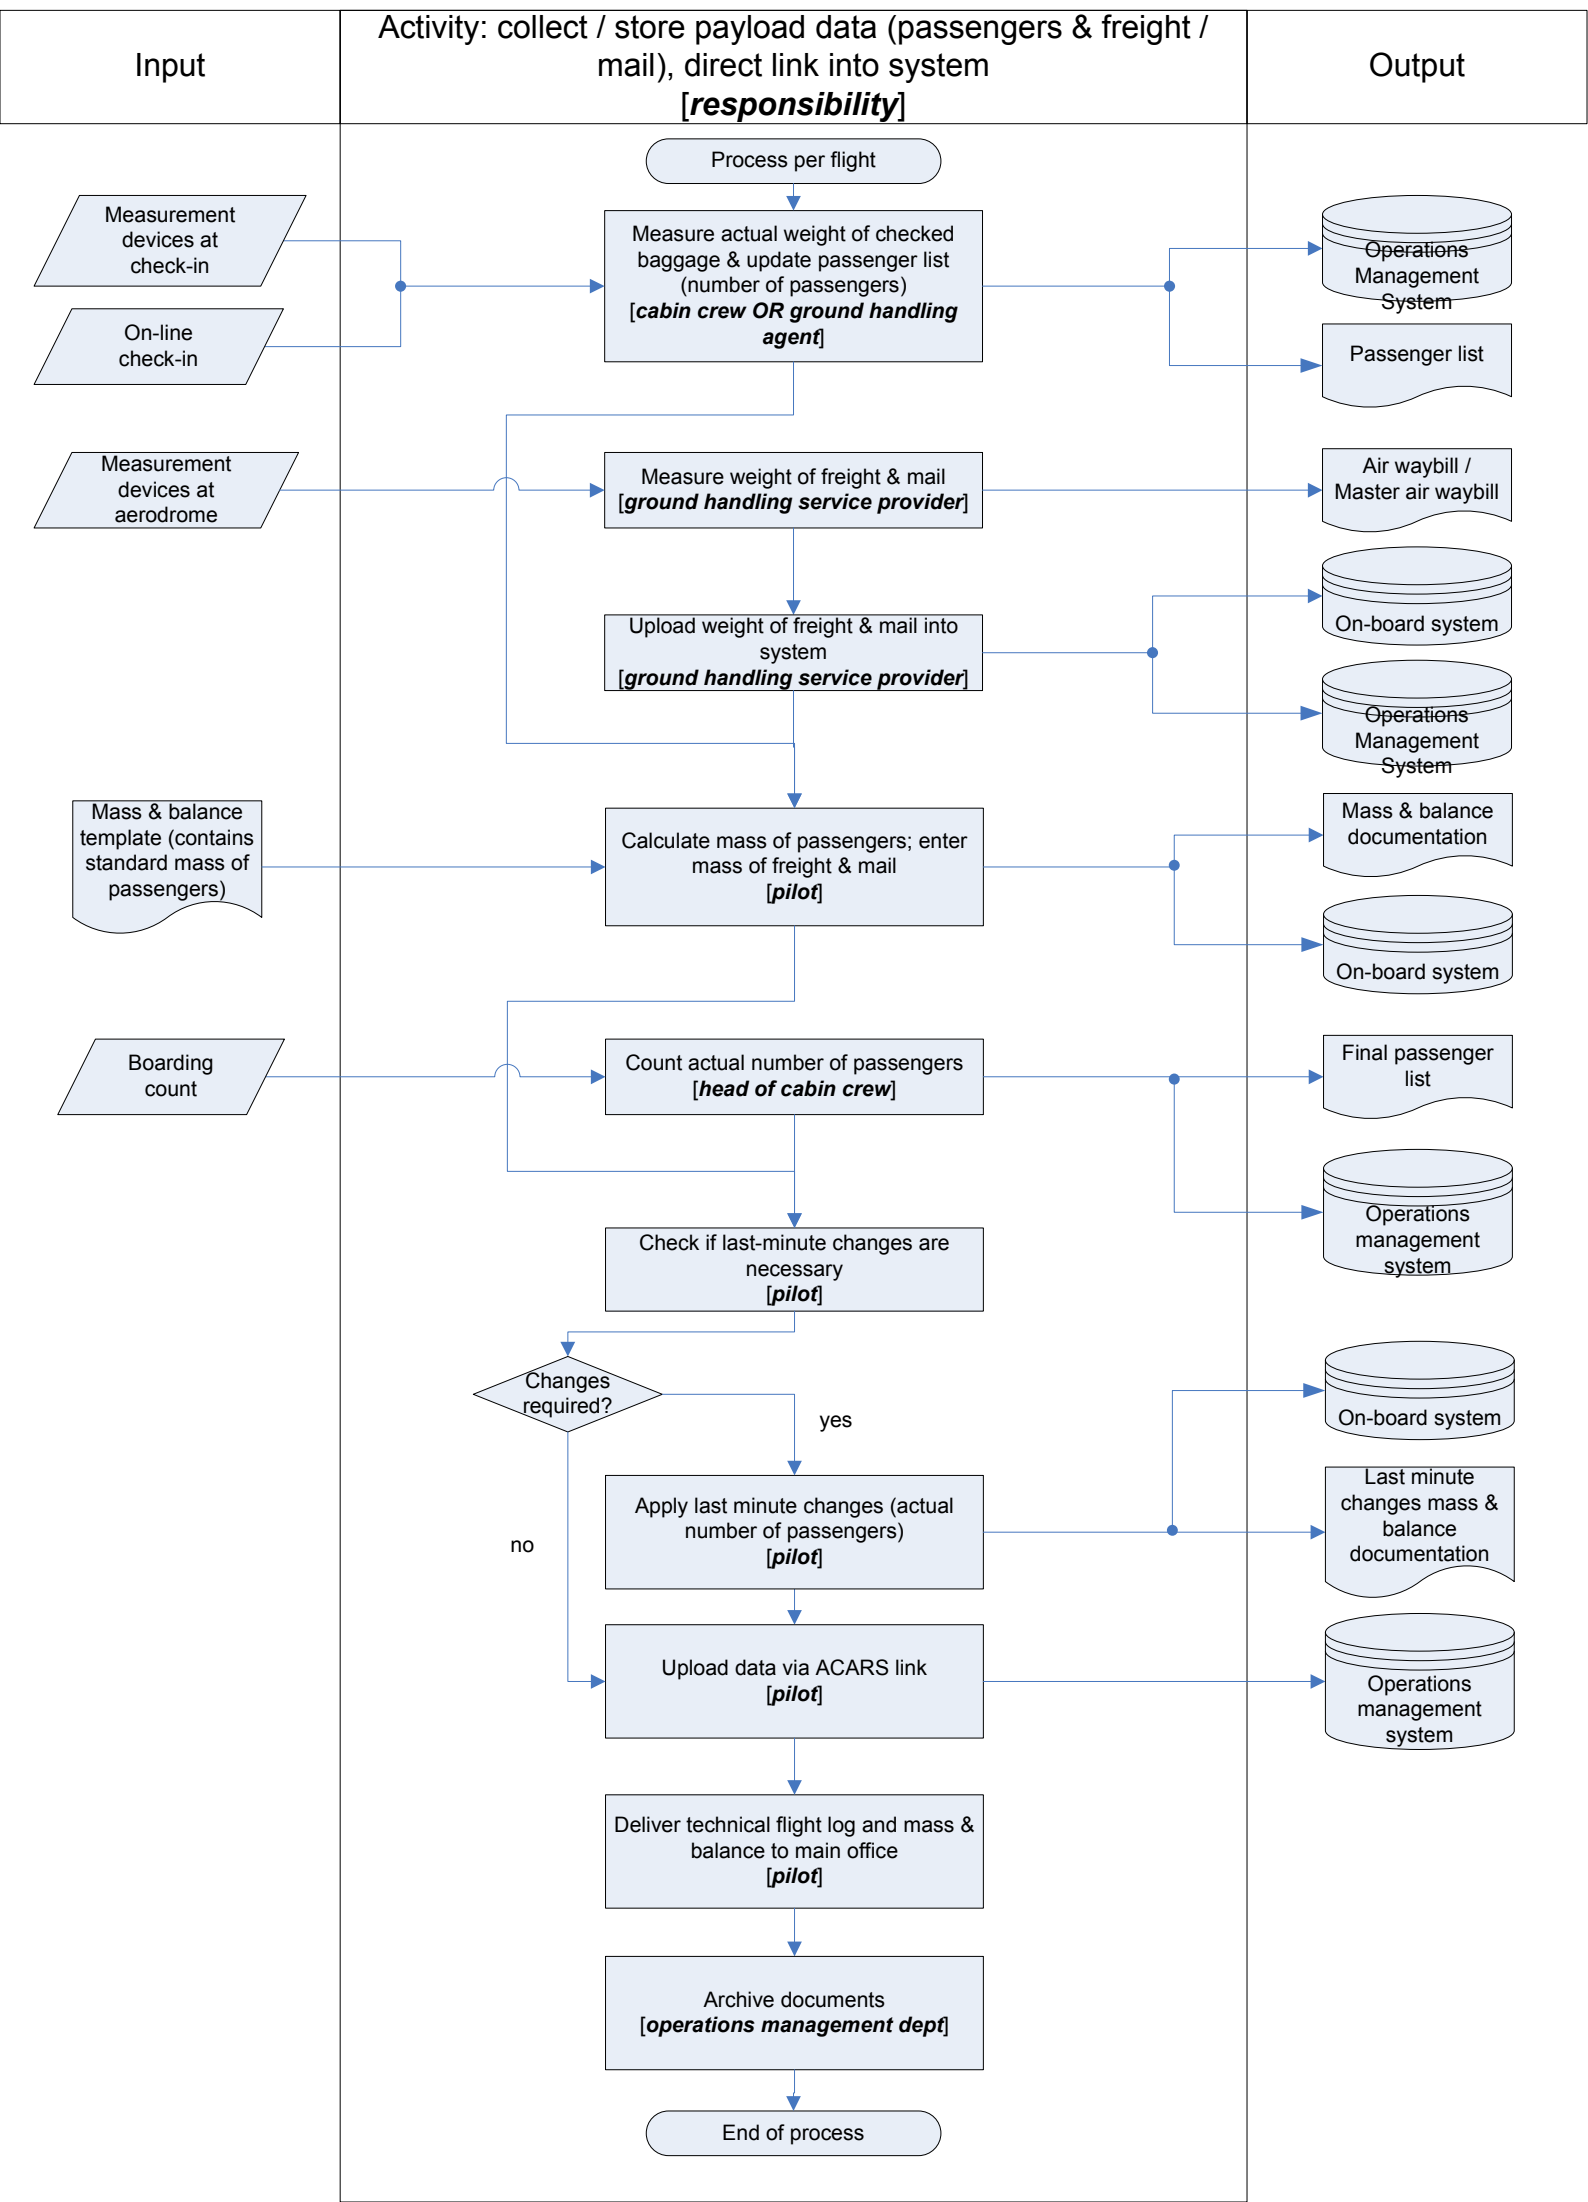 Input
Activity: collect / store payload data (passengers & freight /
mail), direct link into system
[responsibility]
Output
Process per flight
Measurement
devices at
check-in
On-line
check-in
Measure actual weight of checked
baggage & update passenger list
(number of passengers)
[cabin crew OR ground handling
agent]
Operations
Management
System
Passenger list
Measurement
devices at
aerodrome
Measure weight of freight & mail
[ground handling service provider]
Air waybill /
Master air waybill
Upload weight of freight & mail into
system
[ground handling service provider]
On-board system
Operations
Management
System
Mass & balance
template (contains
standard mass of
passengers)
Calculate mass of passengers; enter
mass of freight & mail
[pilot]
Mass & balance
documentation
On-board system
Boarding
count
Count actual number of passengers
[head of cabin crew]
Final passenger
list
Operations
management
system
Check if last-minute changes are
necessary
[pilot]
Changes
required?
yes
no
On-board system
Apply last minute changes (actual
number of passengers)
[pilot]
Last minute
changes mass &
balance
documentation
Upload data via ACARS link
[pilot]
Operations
management
system
Deliver technical flight log and mass &
balance to main office
[pilot]
Archive documents
[operations management dept]
End of process